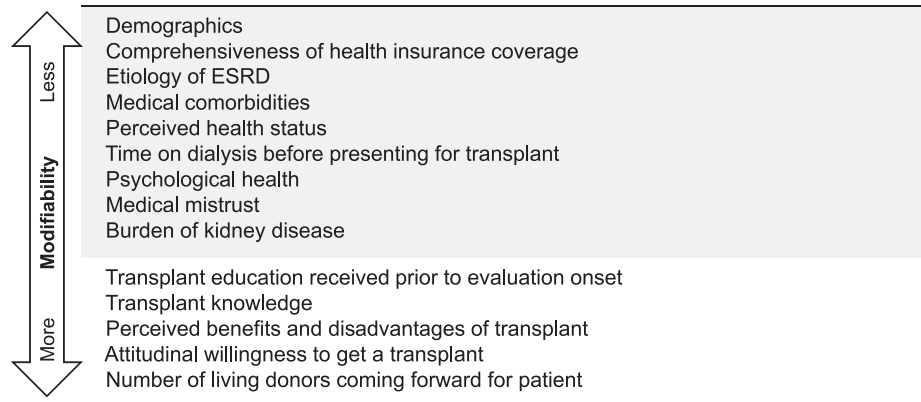 Less
Modifiability
More
Demographics
Comprehensiveness of health insurance coverage
Etiology of ESRD
Medical comorbidities
Perceived health status
Time on dialysis before presenting for transplant
Psychological health
Medical mistrust
Burden of kidney disease
Transplant education received prior to evaluation onset
Transplant knowledge
Perceived benefits and disadvantages of transplant
Attitudinal willingness to get a transplant
Number of living donors coming forward for patient